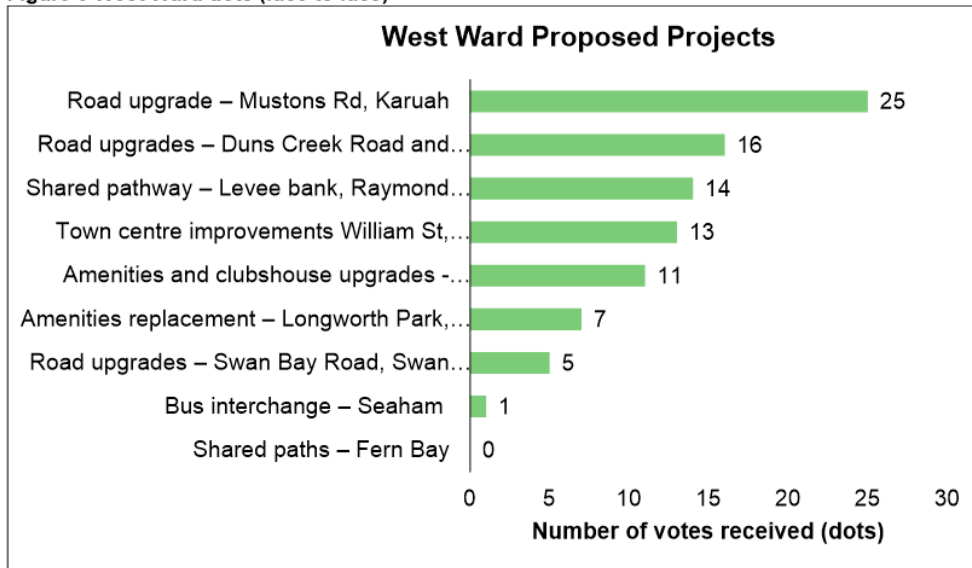 West Ward Proposed Projects
Road upgrade – Mustons Rd, Karuah 25
Road upgrades – Duns Creek Road and... 16
Shared pathway – Levee bank, Raymond... 14
Town centre improvements William St,... 13
Amenities and clubshouse upgrades -... 11
Amenities replacement – Longworth Park,... 7
Road upgrades – Swan Bay Road, Swan... 5
Bus interchange – Seaham 1
Shared paths – Fern Bay 0
0 5 10 15 20 25 30
Number of votes received (dots)